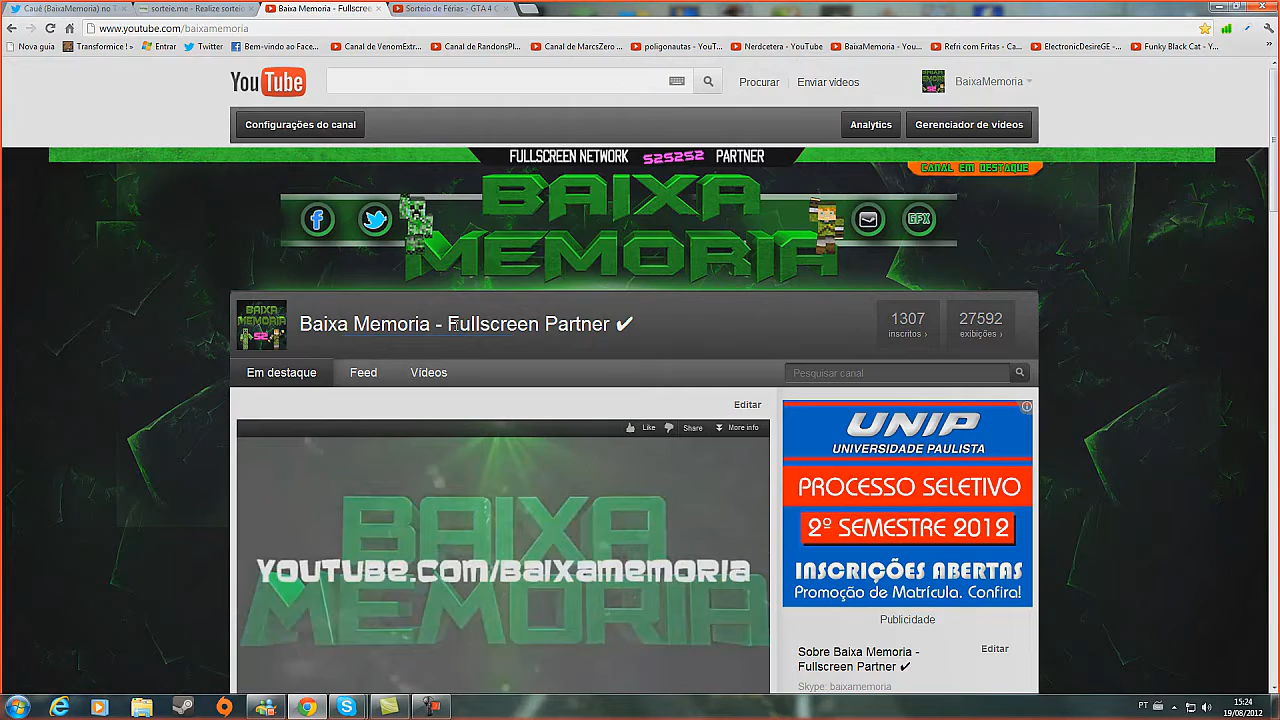 Cauê (BaixaMemoria) no T
sorteie.me - Realize sorteio
Baixa Memoria - Fullscree
Sorteio de Férias - GTA 4 C
www.youtube.com/baixamemoria
Nova guia
Transformice !
Entrar
Twitter
Bem-vindo ao Face...
Canal de VenomExtr...
Canal de RandonsPl...
Canal de MarcsZero ...
poligonautas - YouT...
Nerdcetera - YouTube
BaixaMemoria - You...
Refri com Fritas - Ca...
ElectronicDesireGE - ...
Funky Black Cat - Y...
YouTube
Procurar
Enviar vídeos
BaixaMemoria
Configurações do canal
Analytics
Gerenciador de vídeos
FULLSCREEN NETWORK S2S2S2 PARTNER
CANAL EM DESTAQUE
BAIXA
MEMORIA
GFX
BAIXA
MEMORIA
S2
Baixa Memoria - Fullscreen Partner ✔
1307
inscritos ›
27592
exibições ›
Em destaque
Feed
Vídeos
Pesquisar canal
Editar
Like
Share
More info
BAIXA
YOUTUBE.COM/BAIXAMEMORIA
MEMORIA
UNIP
UNIVERSIDADE PAULISTA
PROCESSO SELETIVO
2º SEMESTRE 2012
INSCRIÇÕES ABERTAS
Promoção de Matrícula. Confira!
Publicidade
Sobre Baixa Memoria -
Fullscreen Partner ✔
Editar
Skype: baixamemoria
PT
15:24
19/08/2012